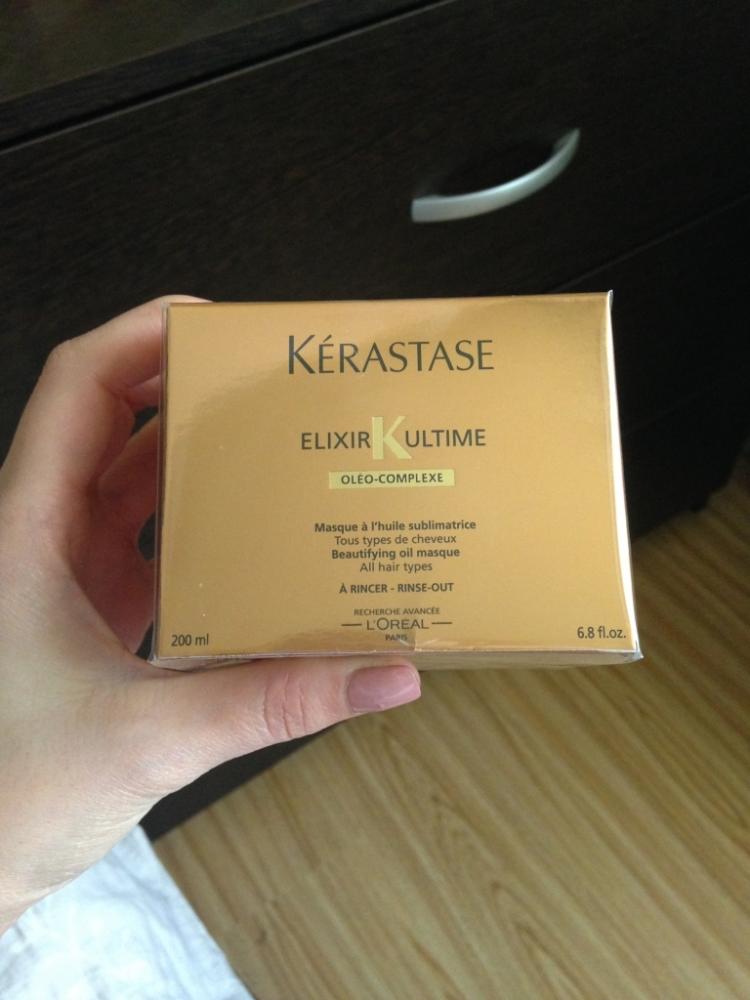 KÉRASTASE
ELIXIR K ULTIME
OLÉO-COMPLEXE
Masque à l'huile sublimatrice
Tous types de cheveux
Beautifying oil masque
All hair types
À RINCER - RINSE-OUT
RECHERCHE AVANCÉE
L'ORÉAL
PARIS
200 ml
6.8 fl.oz.